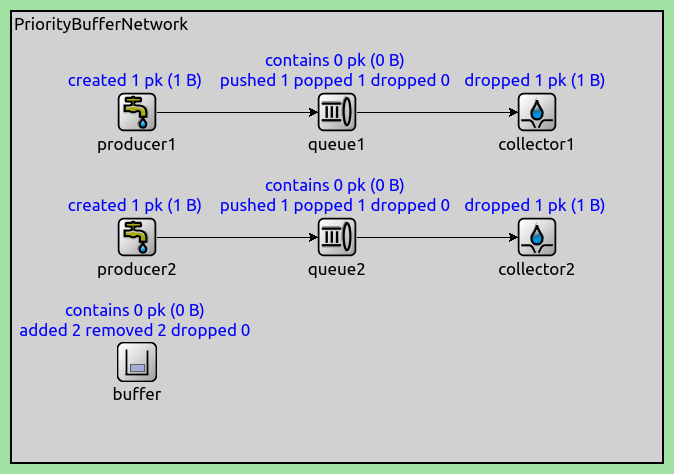 PriorityBufferNetwork
contains 0 pk (0 B)
created 1 pk (1 B) pushed 1 popped 1 dropped 0 dropped 1 pk (1 B)
producer1 queue1 collector1
contains 0 pk (0 B)
created 1 pk (1 B) pushed 1 popped 1 dropped 0 dropped 1 pk (1 B)
producer2 queue2 collector2
contains 0 pk (0 B)
added 2 removed 2 dropped 0
buffer